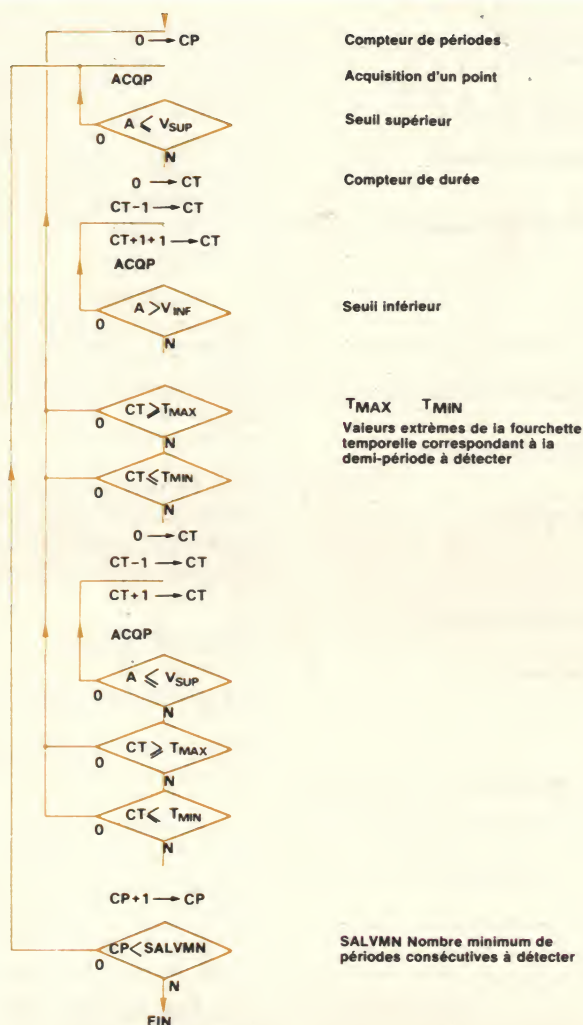 0 → CP Compteur de périodes
ACQP Acquisition d'un point
A ⩽ VSUP Seuil supérieur
0
N
0 → CT Compteur de durée
CT-1 → CT
CT+1+1 → CT
ACQP
A > VINF Seuil inférieur
0
N
CT ⩾ TMAX TMAX TMIN
0 Valeurs extrêmes de la fourchette
N temporelle correspondant à la
CT ⩽ TMIN demi-période à détecter
0
N
0 → CT
CT-1 → CT
CT+1 → CT
ACQP
A ⩽ VSUP
0
N
CT ⩾ TMAX
0
N
CT ⩽ TMIN
0
N
CP+1 → CP
CP < SALVMN SALVMN Nombre minimum de
0 périodes consécutives à détecter
N
FIN